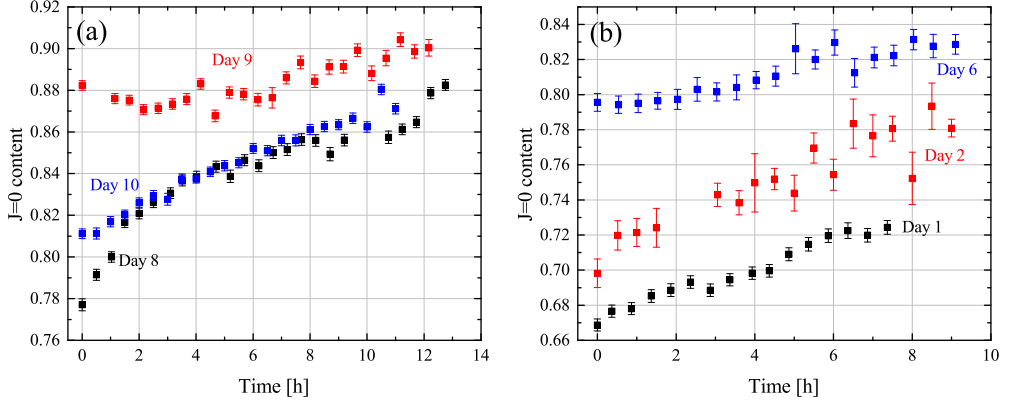 (a)
0.92
0.90
0.88
0.86
0.84
0.82
0.80
0.78
0.76
J=0 content
Day 9
Day 10
Day 8
0 2 4 6 8 10 12 14
Time [h]
(b)
0.84
0.82
0.80
0.78
0.76
0.74
0.72
0.70
0.68
0.66
J=0 content
Day 6
Day 2
Day 1
0 2 4 6 8 10
Time [h]